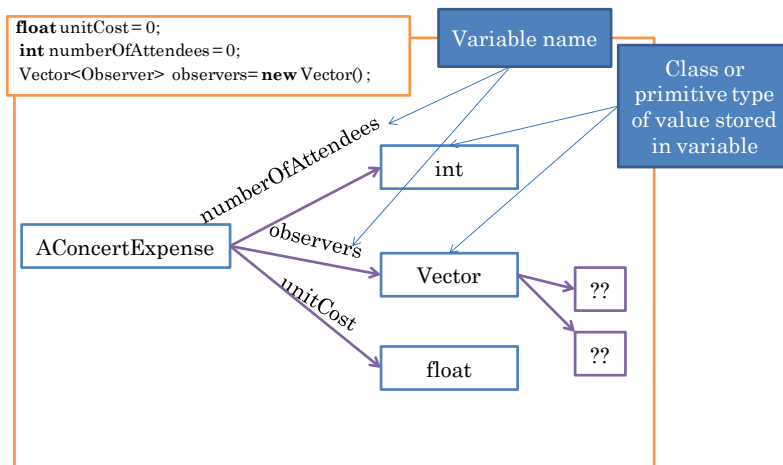 float unitCost = 0;
int numberOfAttendees = 0;
Vector<Observer> observers= new Vector() ;
Variable name
Class or
primitive type
of value stored
in variable
numberOfAttendees
int
observers
AConcertExpense
Vector
??
unitCost
??
float